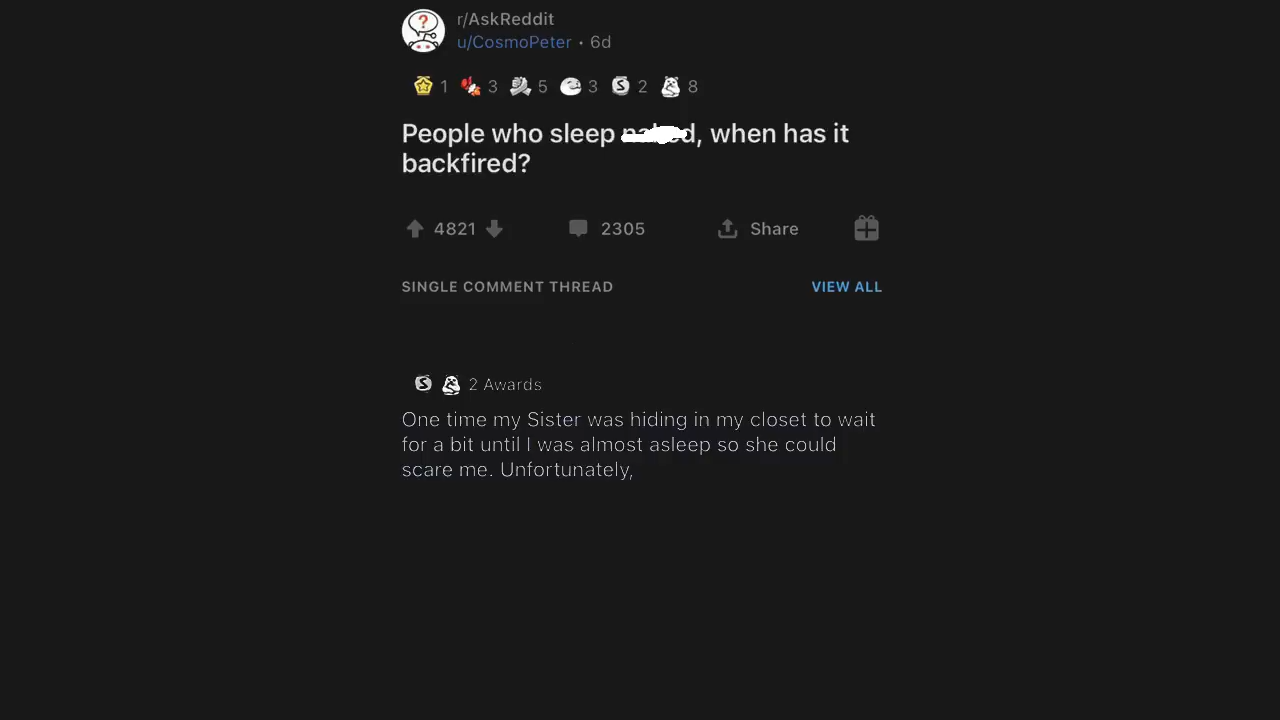 r/AskReddit
u/CosmoPeter • 6d
1 3 5 3 2 8
People who sleep , when has it
backfired?
4821 2305 Share
SINGLE COMMENT THREAD VIEW ALL
2 Awards
One time my Sister was hiding in my closet to wait
for a bit until I was almost asleep so she could
scare me. Unfortunately,